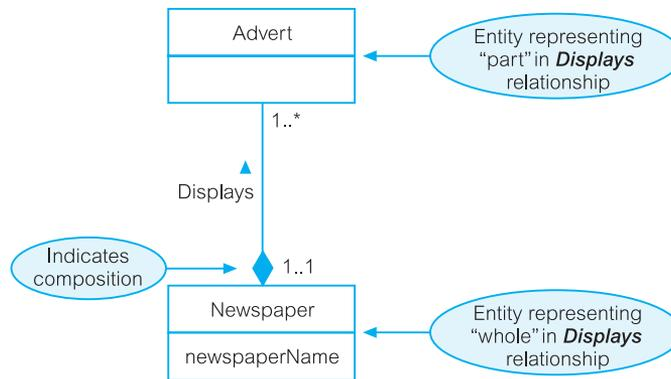 Advert
Entity representing
“part” in Displays
relationship
1..*
Displays
Indicates
composition
1..1
Newspaper
newspaperName
Entity representing
“whole” in Displays
relationship